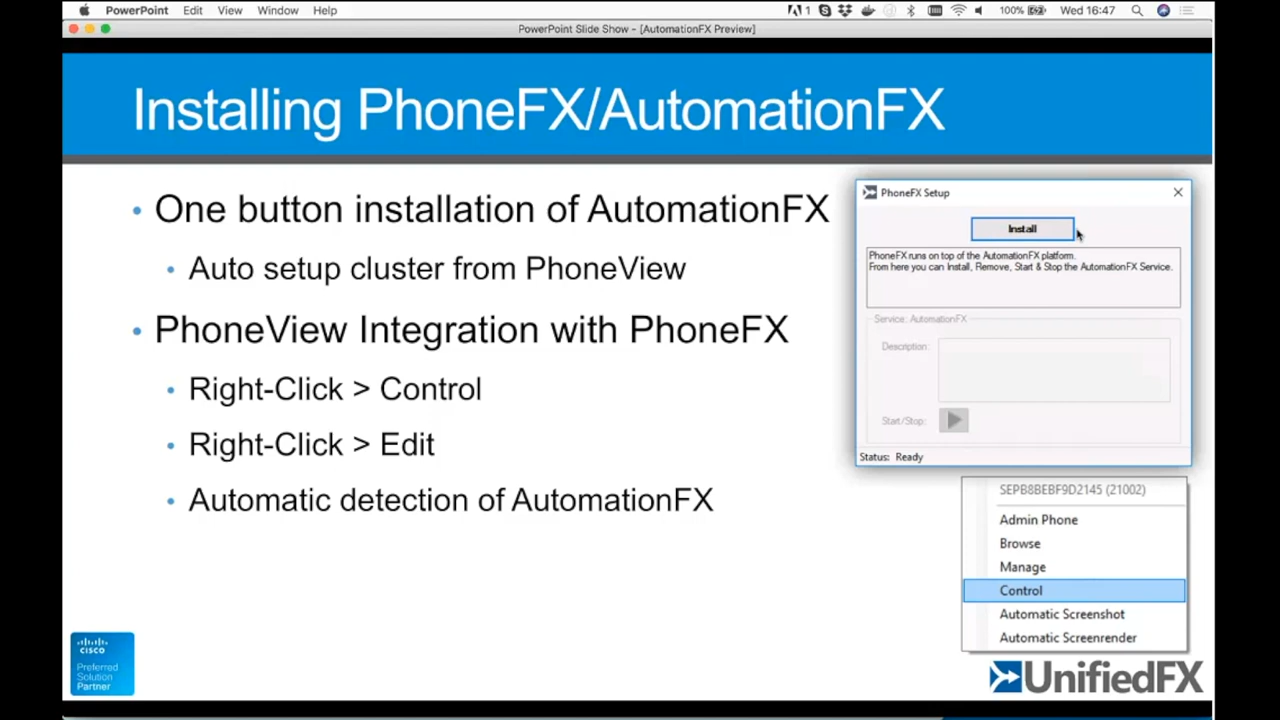 PowerPoint Edit View Window Help
1 100% Wed 16:47
PowerPoint Slide Show - [AutomationFX Preview]
Installing PhoneFX/AutomationFX
• One button installation of AutomationFX
• Auto setup cluster from PhoneView
• PhoneView Integration with PhoneFX
• Right-Click > Control
• Right-Click > Edit
• Automatic detection of AutomationFX
PhoneFX Setup
Install
PhoneFX runs on top of the AutomationFX platform.
From here you can Install, Remove, Start & Stop the AutomationFX Service.
Service: AutomationFX
Description:
Start/Stop:
Status: Ready
SEPB8BEBF9D2145 (21002)
Admin Phone
Browse
Manage
Control
Automatic Screenshot
Automatic Screenrender
CISCO
Preferred
Solution
Partner
UnifiedFX